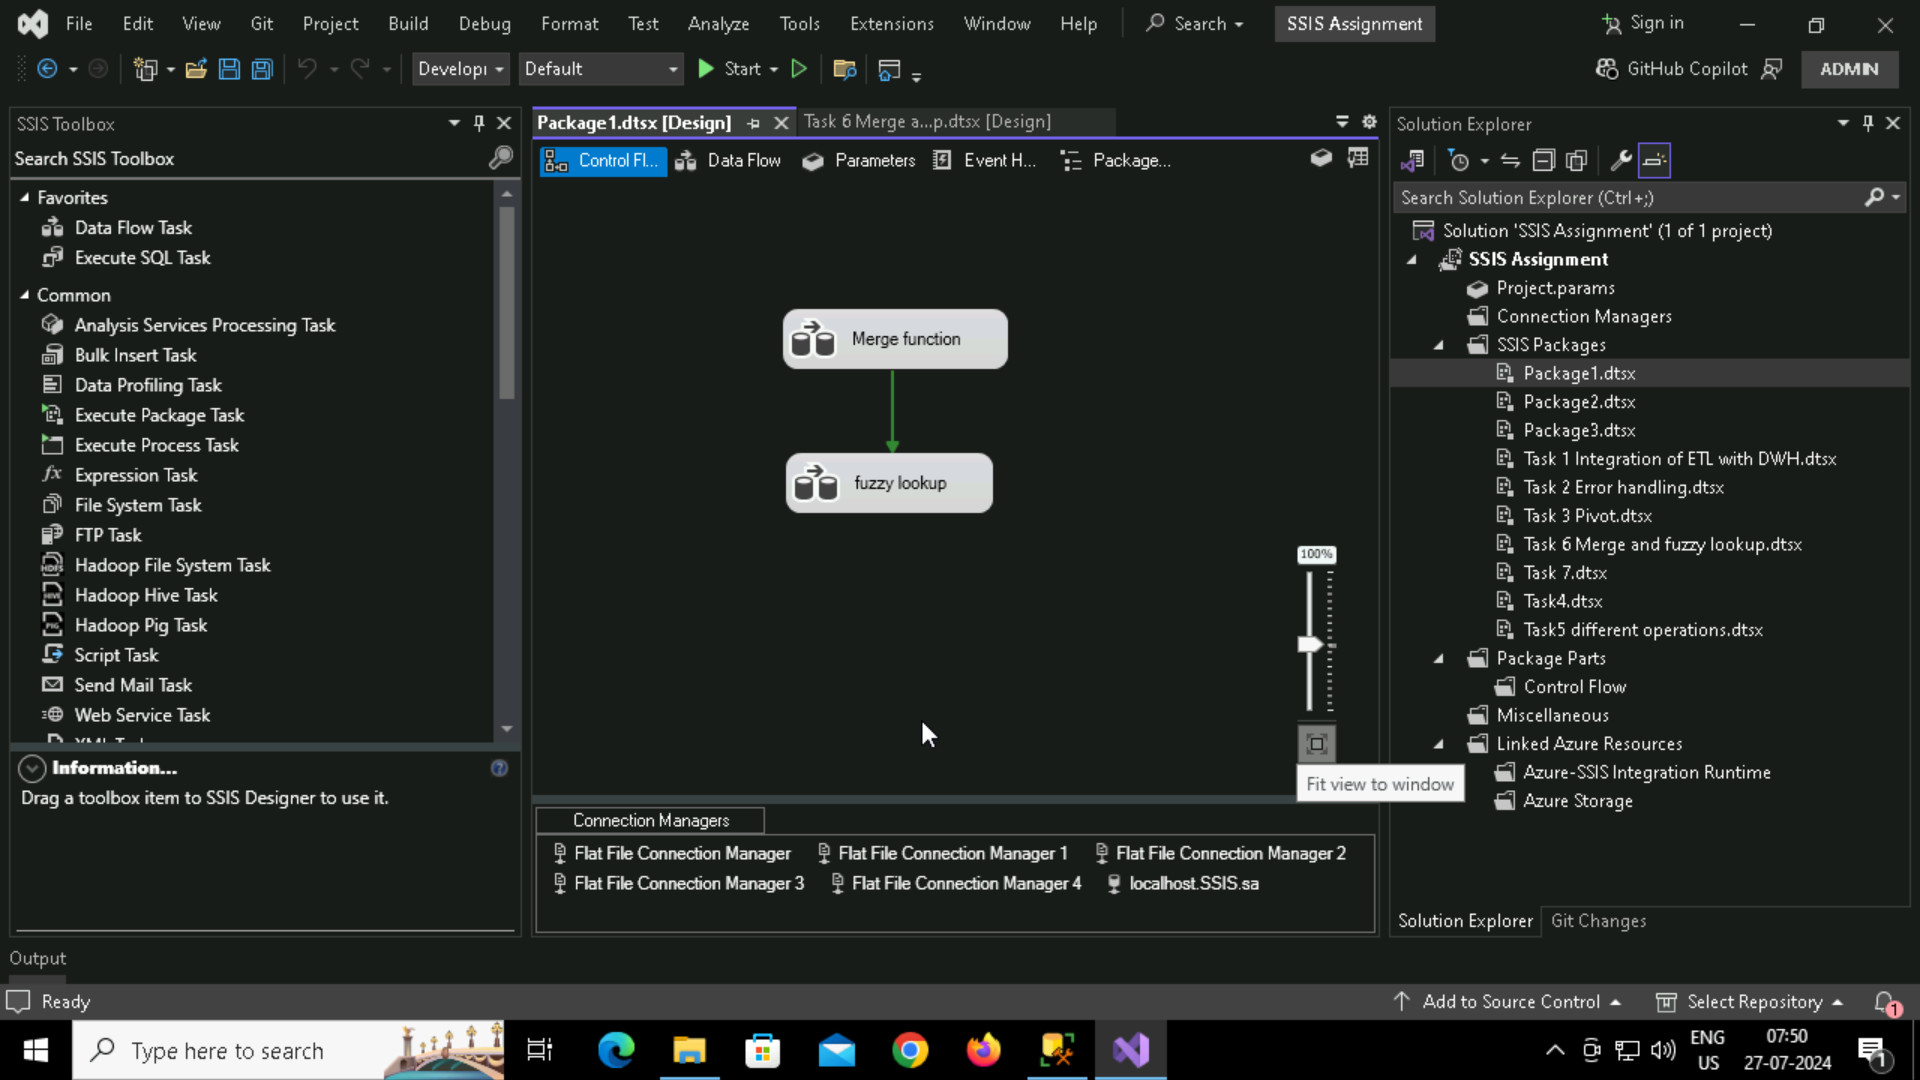 File Edit View Git Project Build Debug Format Test Analyze Tools Extensions Window Help Search SSIS Assignment Sign in
Developi Default Start GitHub Copilot ADMIN
SSIS Toolbox
Search SSIS Toolbox
Favorites
Data Flow Task
Execute SQL Task
Common
Analysis Services Processing Task
Bulk Insert Task
Data Profiling Task
Execute Package Task
Execute Process Task
Expression Task
File System Task
FTP Task
Hadoop File System Task
Hadoop Hive Task
Hadoop Pig Task
Script Task
Send Mail Task
Web Service Task
Information...
Drag a toolbox item to SSIS Designer to use it.
Package1.dtsx [Design] Task 6 Merge a...p.dtsx [Design]
Control Fl... Data Flow Parameters Event H... Package...
Merge function
fuzzy lookup
100%
Fit view to window
Connection Managers
Flat File Connection Manager Flat File Connection Manager 1 Flat File Connection Manager 2
Flat File Connection Manager 3 Flat File Connection Manager 4 localhost.SSIS.sa
Solution Explorer
Search Solution Explorer (Ctrl+;)
Solution 'SSIS Assignment' (1 of 1 project)
SSIS Assignment
Project.params
Connection Managers
SSIS Packages
Package1.dtsx
Package2.dtsx
Package3.dtsx
Task 1 Integration of ETL with DWH.dtsx
Task 2 Error handling.dtsx
Task 3 Pivot.dtsx
Task 6 Merge and fuzzy lookup.dtsx
Task 7.dtsx
Task4.dtsx
Task5 different operations.dtsx
Package Parts
Control Flow
Miscellaneous
Linked Azure Resources
Azure-SSIS Integration Runtime
Azure Storage
Solution Explorer Git Changes
Output
Ready Add to Source Control Select Repository 1
Type here to search
ENG
US
07:50
27-07-2024
1